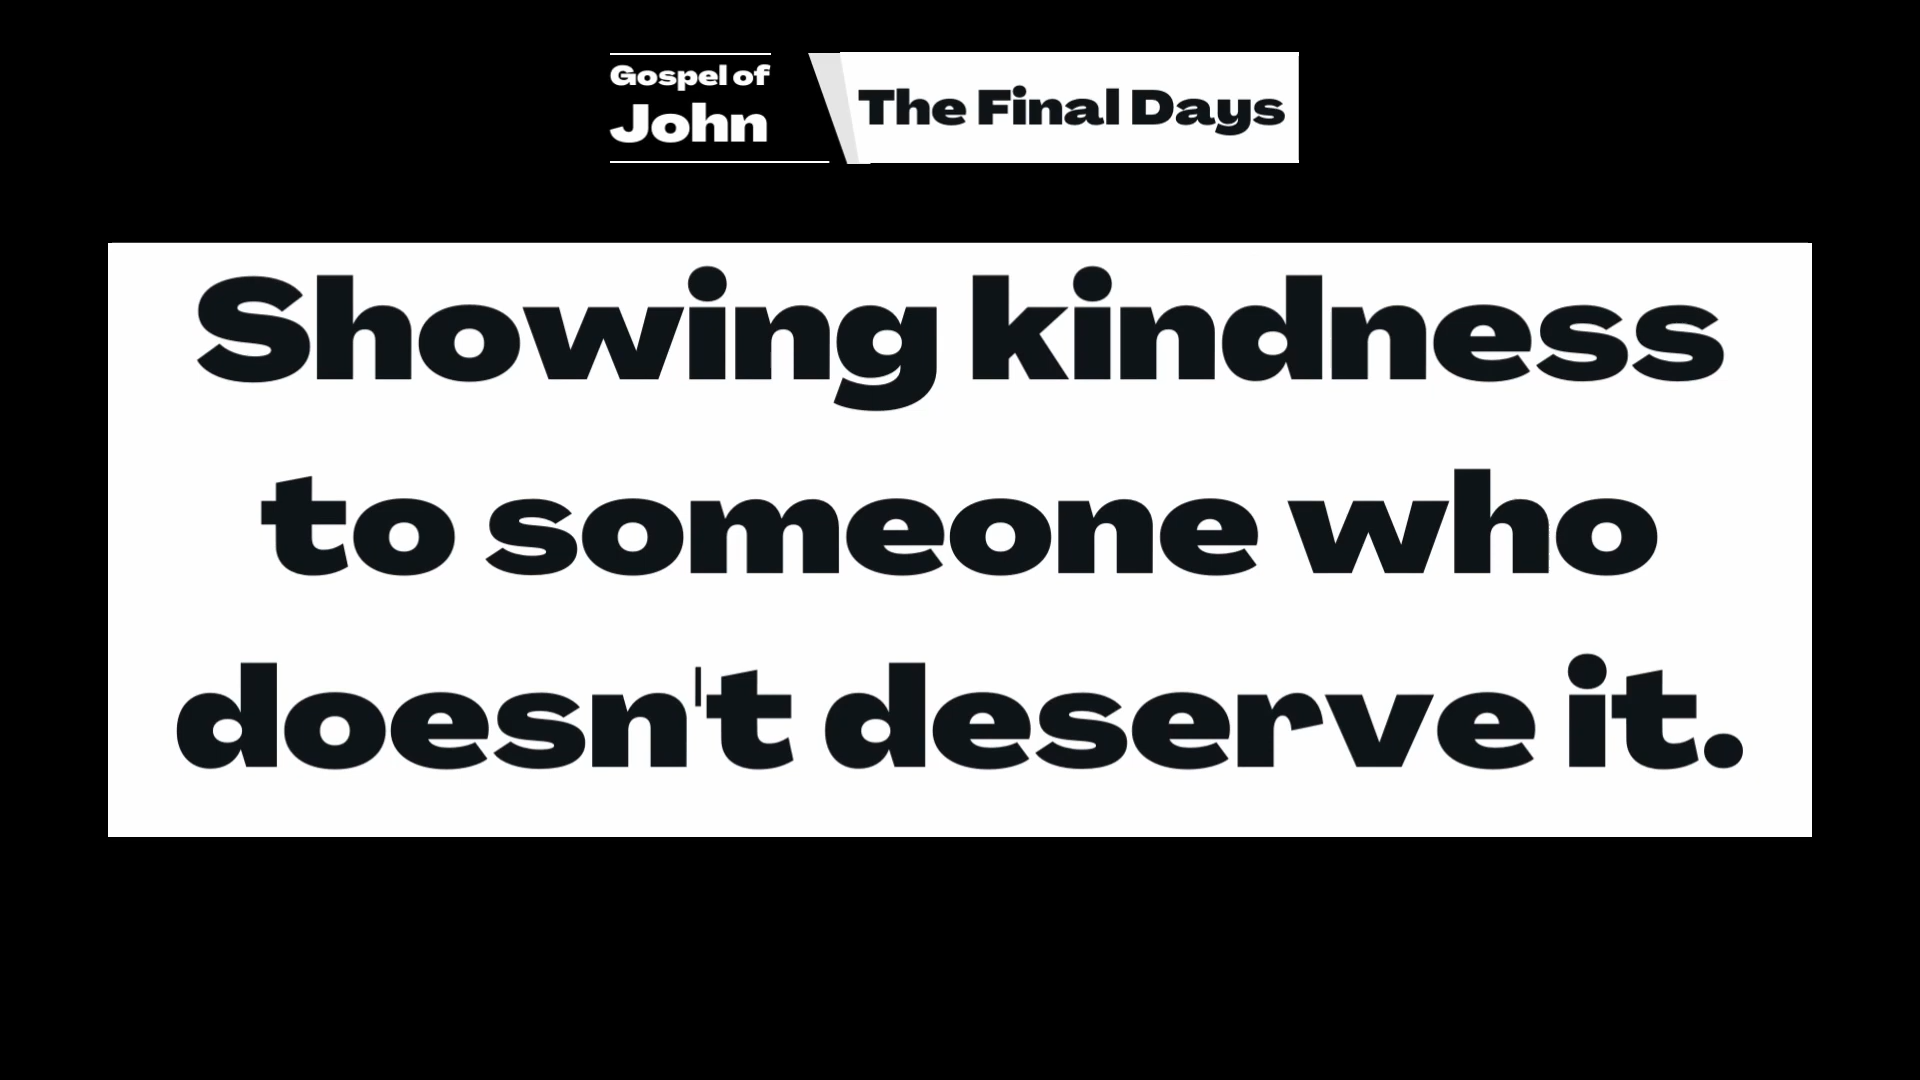 Gospel of
John
The Final Days
Showing kindness
to someone who
doesn't deserve it.